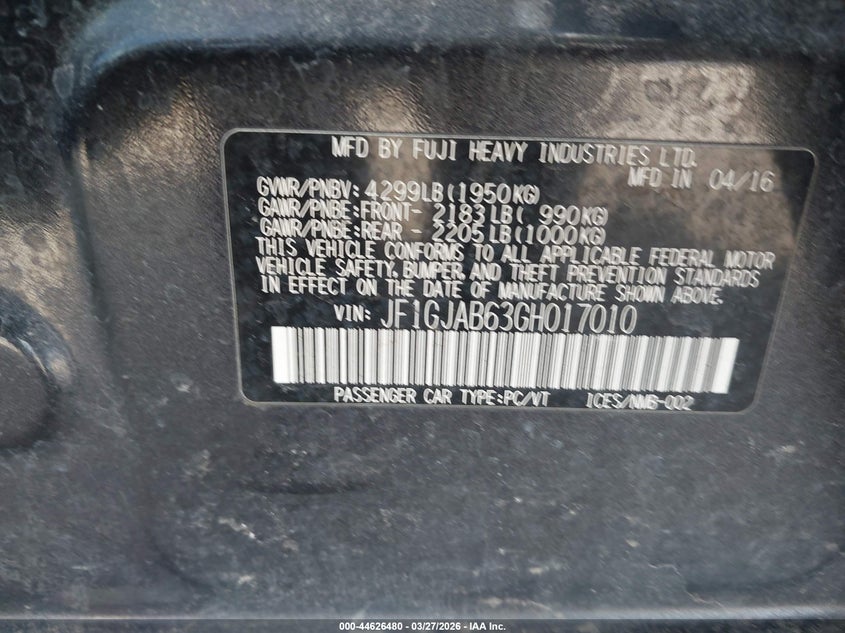 MFD BY FUJI HEAVY INDUSTRIES LTD.
MFD IN 04/16
GVWR/PNBV: 4299LB(1950KG)
GAWR/PNBE:FRONT- 2183LB( 990KG)
GAWR/PNBE:REAR - 2205LB(1000KG)
THIS VEHICLE CONFORMS TO ALL APPLICABLE FEDERAL MOTOR
VEHICLE SAFETY, BUMPER, AND THEFT PREVENTION STANDARDS
IN EFFECT ON THE DATE OF MANUFACTURE SHOWN ABOVE.
VIN: JF1GJAB63GH017010
PASSENGER CAR TYPE:PC/VT ICES/NMB-002
000-44626480 - 03/27/2026 - IAA Inc.